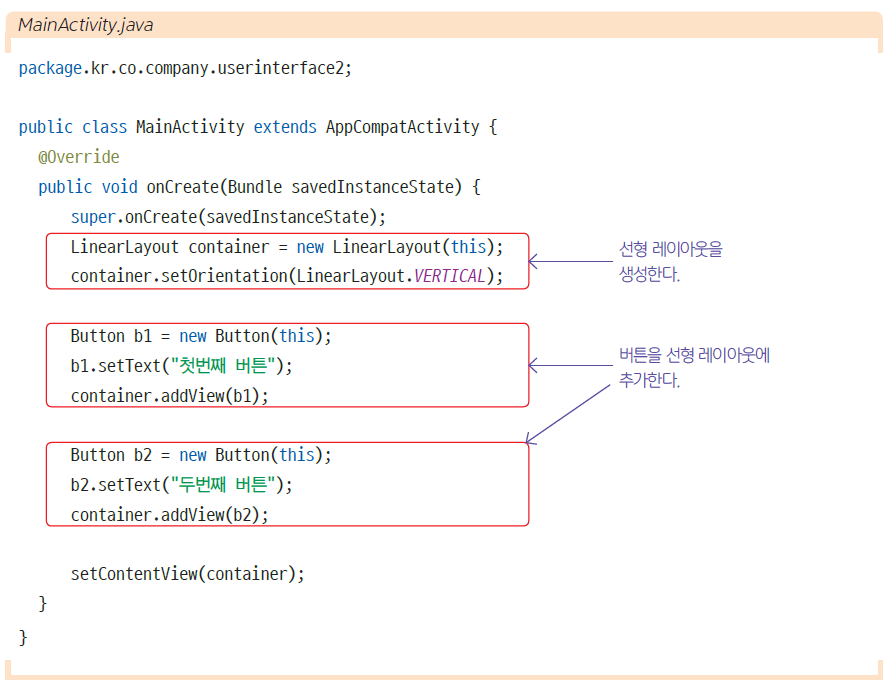 MainActivity.java
package.kr.co.company.userinterface2;
public class MainActivity extends AppCompatActivity {
@Override
public void onCreate(Bundle savedInstanceState) {
super.onCreate(savedInstanceState);
LinearLayout container = new LinearLayout(this);
container.setOrientation(LinearLayout.VERTICAL);
선형 레이아웃을
생성한다.
Button b1 = new Button(this);
b1.setText("첫번째 버튼");
container.addView(b1);
버튼을 선형 레이아웃에
추가한다.
Button b2 = new Button(this);
b2.setText("두번째 버튼");
container.addView(b2);
setContentView(container);
}
}